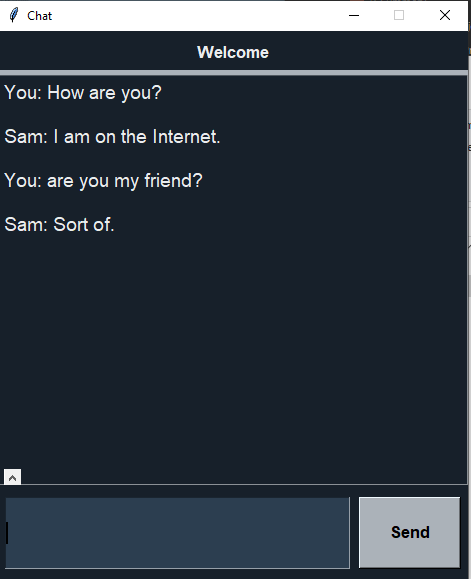 Chat
Welcome
You: How are you?
Sam: I am on the Internet.
You: are you my friend?
Sam: Sort of.
Send